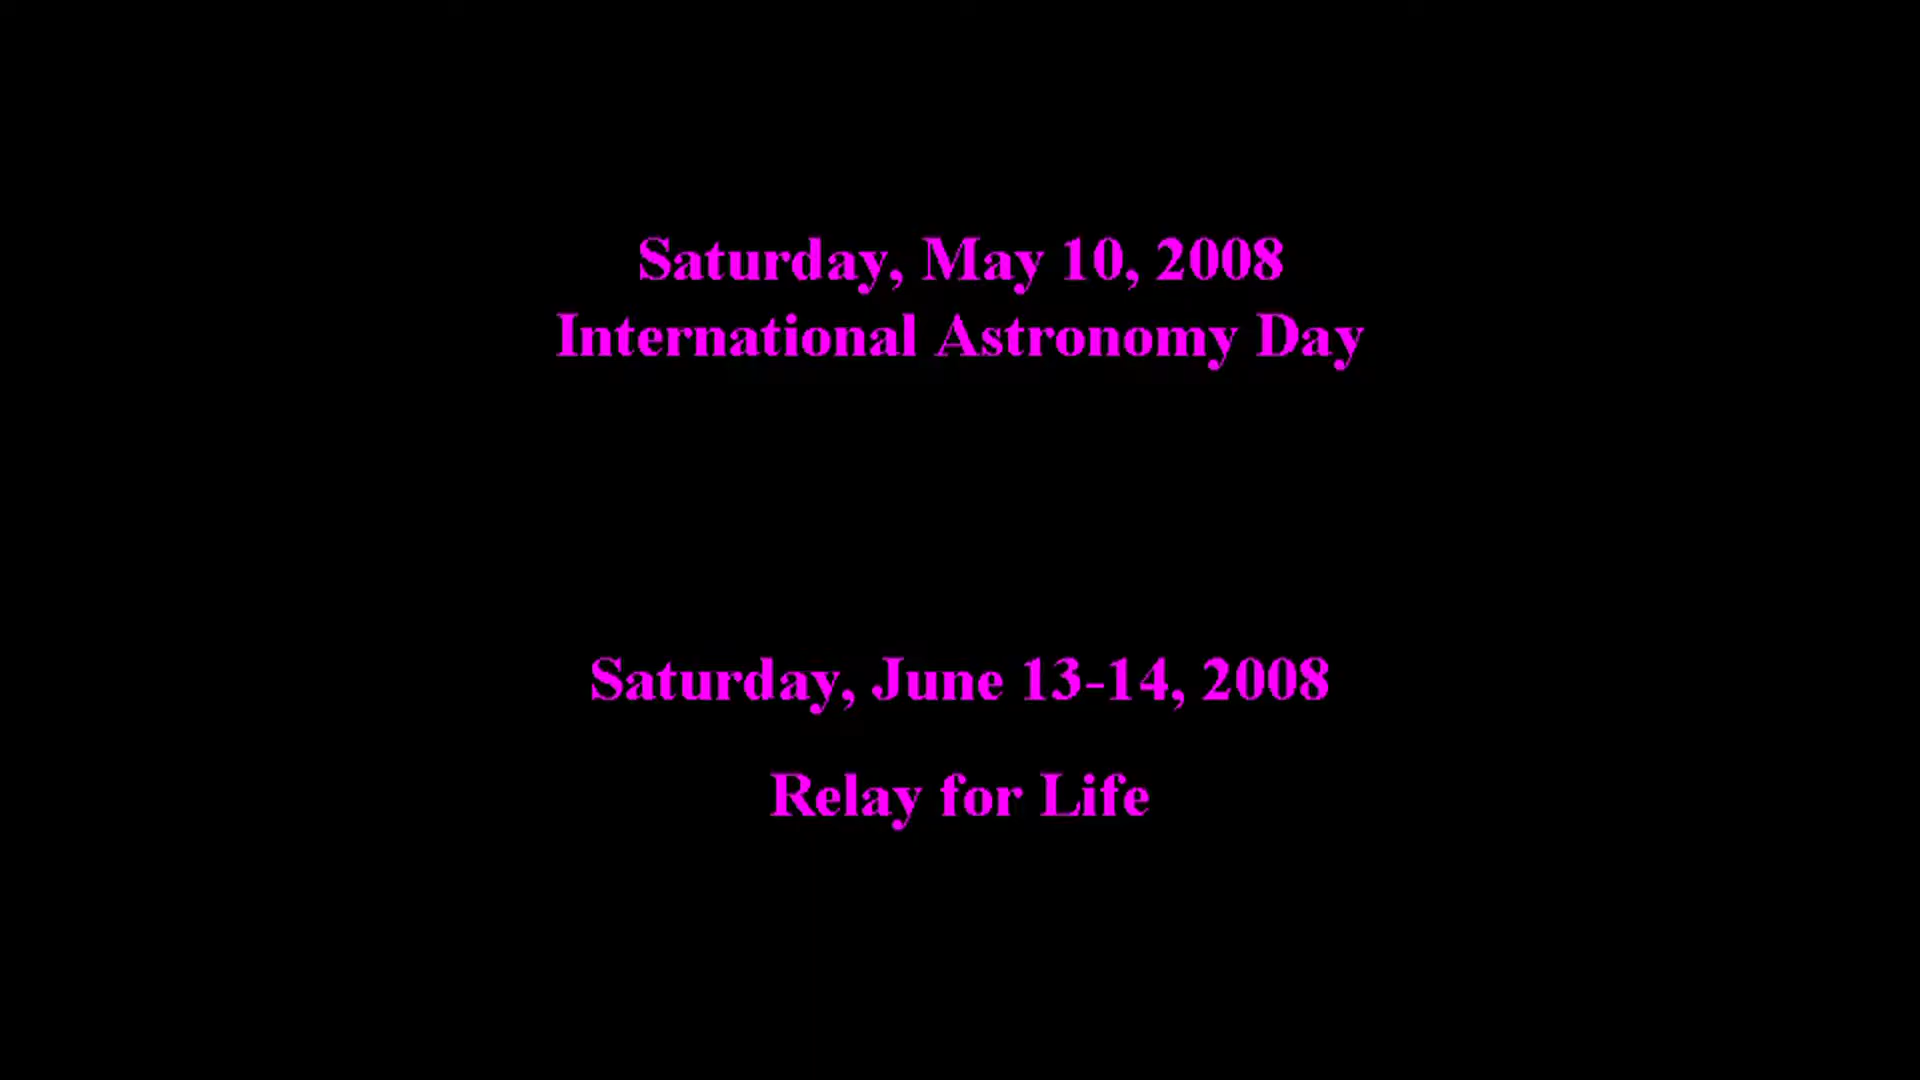 Saturday, May 10, 2008
International Astronomy Day
Saturday, June 13-14, 2008
Relay for Life